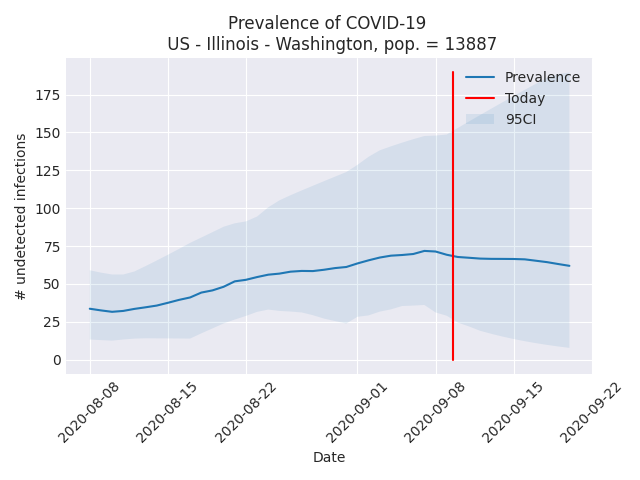 Prevalence of COVID-19
US - Illinois - Washington, pop. = 13887
Prevalence
Today
95CI
175
150
125
100
75
50
25
0
# undetected infections
2020-08-08
2020-08-15
2020-08-22
2020-09-01
2020-09-08
2020-09-15
2020-09-22
Date